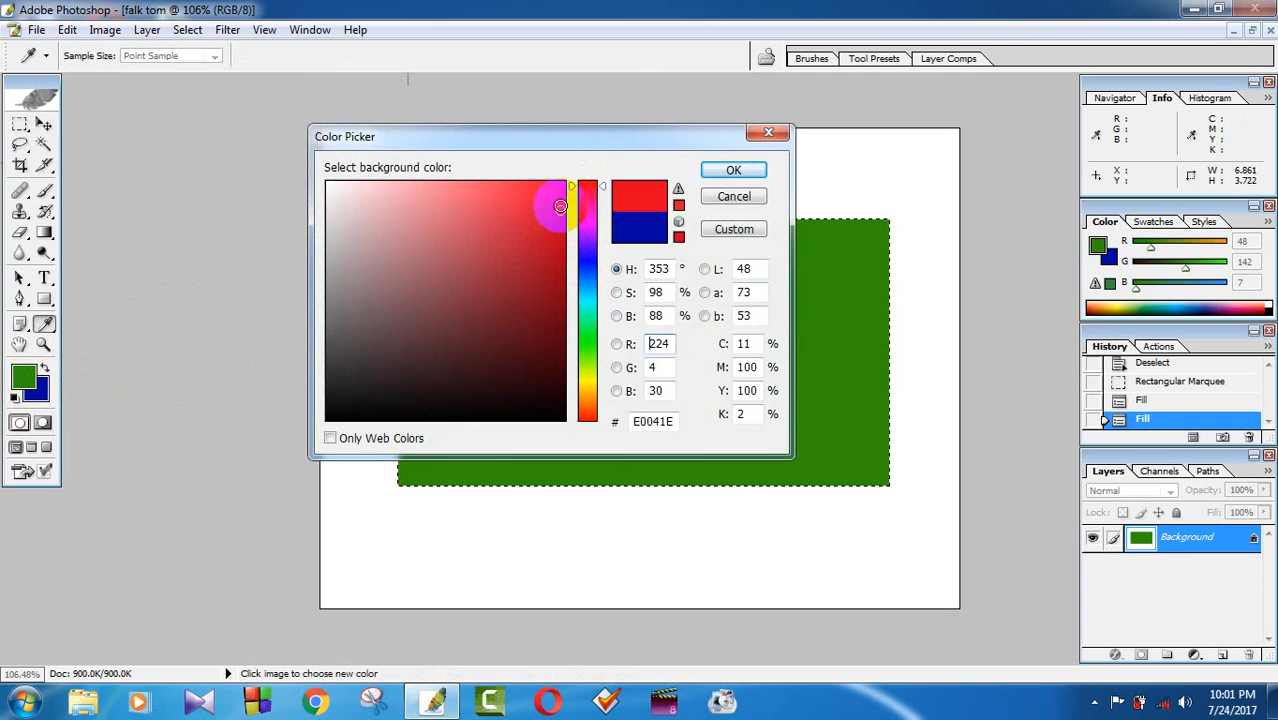 Adobe Photoshop - [falk tom @ 106% (RGB/8)]
File Edit Image Layer Select Filter View Window Help
Sample Size: Point Sample
Brushes Tool Presets Layer Comps
Navigator Info Histogram
R :
G :
B :
C :
M :
Y :
K :
X :
Y :
W : 6.861
H : 3.722
Color Picker
Select background color:
OK
Cancel
Custom
H: 353 °
S: 98 %
B: 88 %
R: 224
G: 4
B: 30
# E0041E
L: 48
a: 73
b: 53
C: 11 %
M: 100 %
Y: 100 %
K: 2 %
Only Web Colors
Color Swatches Styles
R 48
G 142
B 7
History Actions
Deselect
Rectangular Marquee
Fill
Fill
Layers Channels Paths
Normal Opacity: 100%
Lock: Fill: 100%
Background
106.48% Doc: 900.0K/900.0K Click image to choose new color
10:01 PM
7/24/2017